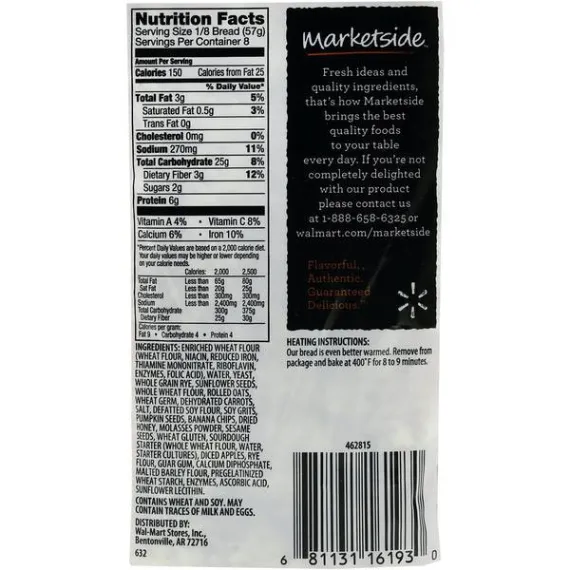 Nutrition Facts
Serving Size 1/8 Bread (57g)
Servings Per Container 8
Amount Per Serving
Calories 150 Calories from Fat 25
% Daily Value*
Total Fat 3g 5%
Saturated Fat 0.5g 3%
Trans Fat 0g
Cholesterol 0mg 0%
Sodium 270mg 11%
Total Carbohydrate 25g 8%
Dietary Fiber 3g 12%
Sugars 2g
Protein 6g
Vitamin A 4% • Vitamin C 8%
Calcium 6% • Iron 10%
*Percent Daily Values are based on a 2,000 calorie diet.
Your daily values may be higher or lower depending
on your calorie needs.
Calories: 2,000 2,500
Total Fat Less than 65g 80g
Sat Fat Less than 20g 25g
Cholesterol Less than 300mg 300mg
Sodium Less than 2,400mg 2,400mg
Total Carbohydrate 300g 375g
Dietary Fiber 25g 30g
Calories per gram:
Fat 9 • Carbohydrate 4 • Protein 4
INGREDIENTS: ENRICHED WHEAT FLOUR
(WHEAT FLOUR, NIACIN, REDUCED IRON,
THIAMINE MONONITRATE, RIBOFLAVIN,
ENZYMES, FOLIC ACID), WATER, YEAST,
WHOLE GRAIN RYE, SUNFLOWER SEEDS,
WHOLE WHEAT FLOUR, ROLLED OATS,
WHEAT GERM, DEHYDRATED CARROTS,
SALT, DEFATTED SOY FLOUR, SOY GRITS,
PUMPKIN SEEDS, BANANA CHIPS, DRIED
HONEY, MOLASSES POWDER, SESAME
SEEDS, WHEAT GLUTEN, SOURDOUGH
STARTER (WHOLE WHEAT FLOUR, WATER,
STARTER CULTURES), DICED APPLES, RYE
FLOUR, GUAR GUM, CALCIUM DIPHOSPHATE,
MALTED BARLEY FLOUR, PREGELATINIZED
WHEAT STARCH, ENZYMES, ASCORBIC ACID,
SUNFLOWER LECITHIN.
CONTAINS WHEAT AND SOY, MAY
CONTAIN TRACES OF MILK AND EGGS.
DISTRIBUTED BY:
Wal-Mart Stores, Inc.,
Bentonville, AR 72716
632
marketside
Fresh ideas and
quality ingredients,
that's how Marketside
brings the best
quality foods
to your table
every day. If you're not
completely delighted
with our product
please contact us
at 1-888-658-6325 or
walmart.com/marketside
Flavorful.
Authentic.
Guaranteed
Delicious.
HEATING INSTRUCTIONS:
Our bread is even better warmed. Remove from
package and bake at 400°F for 8 to 9 minutes.
462815
6 81131 16193 0